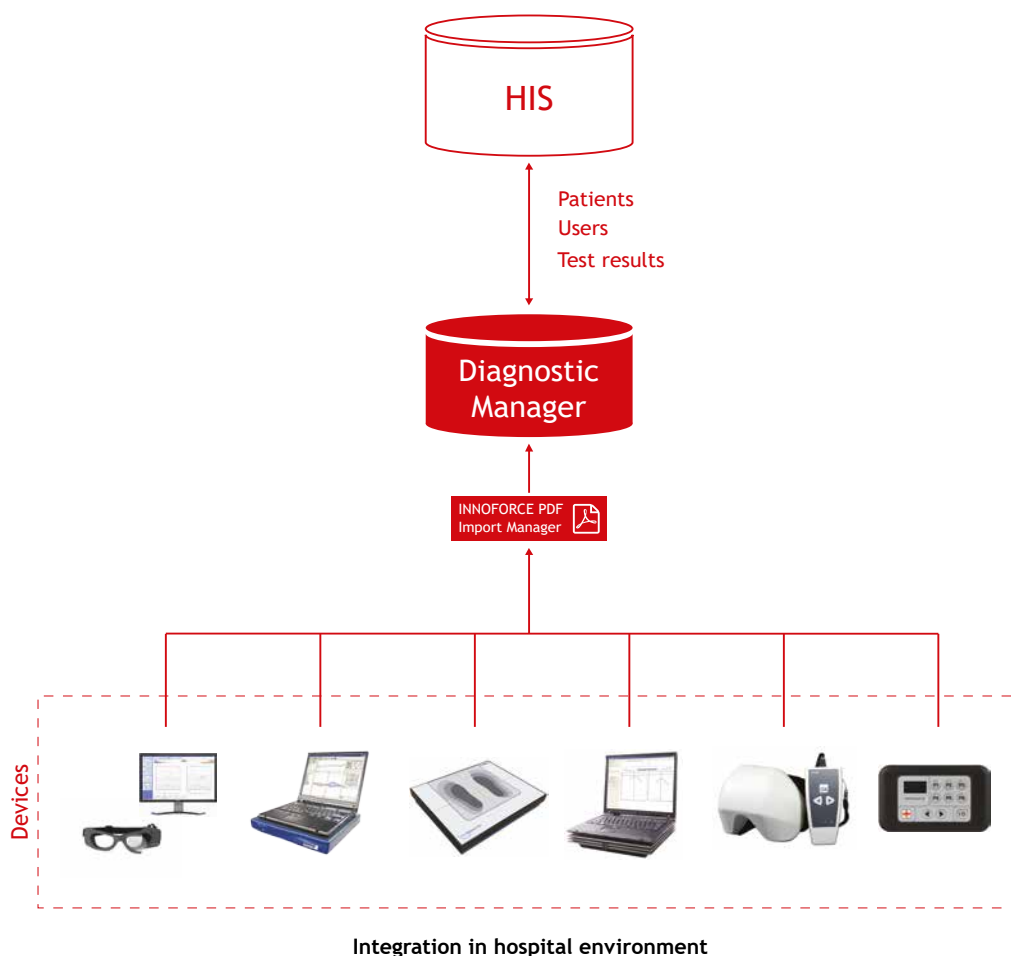 HIS
Patients
Users
Test results
Diagnostic
Manager
INNOFORCE PDF
Import Manager
Devices
Integration in hospital environment